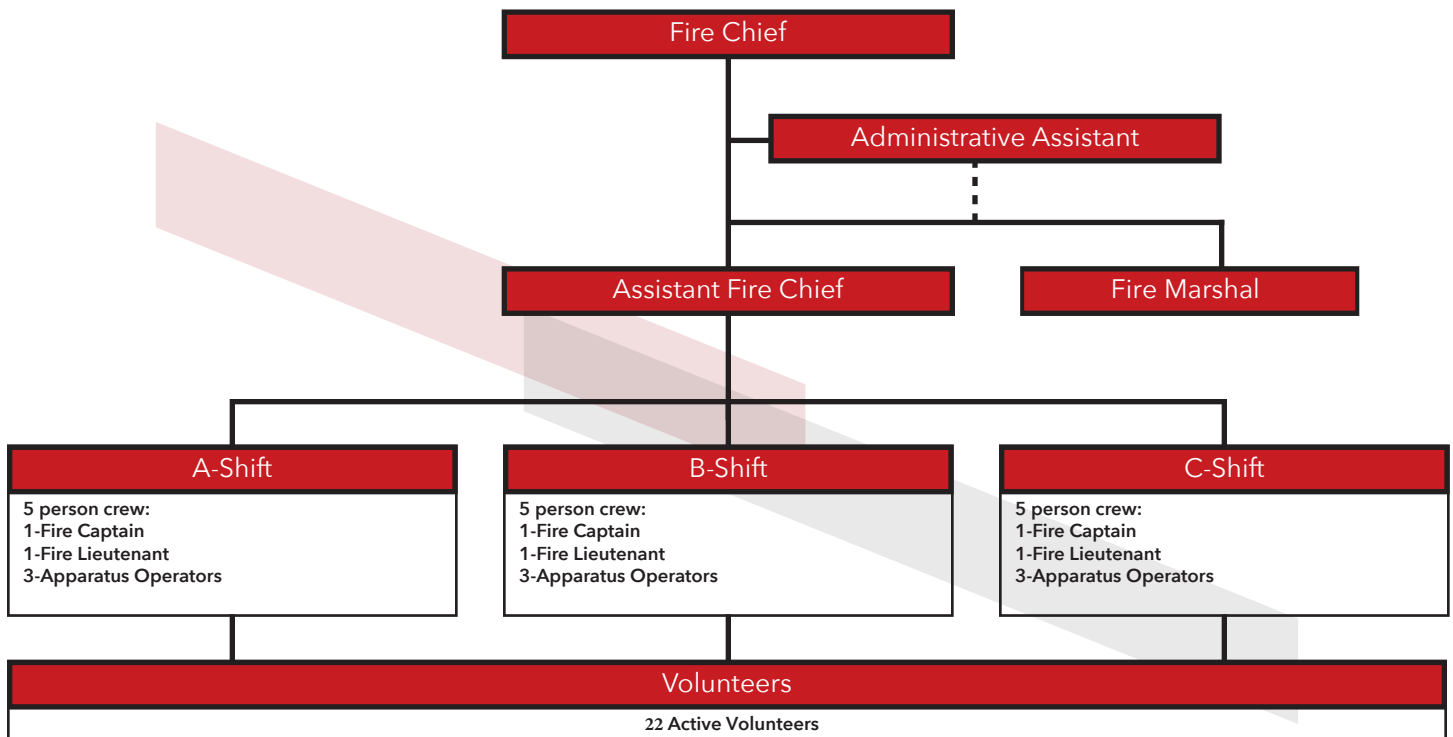 Fire Chief
Administrative Assistant
Assistant Fire Chief
Fire Marshal
A-Shift
5 person crew:
1-Fire Captain
1-Fire Lieutenant
3-Apparatus Operators
B-Shift
5 person crew:
1-Fire Captain
1-Fire Lieutenant
3-Apparatus Operators
C-Shift
5 person crew:
1-Fire Captain
1-Fire Lieutenant
3-Apparatus Operators
Volunteers
22 Active Volunteers